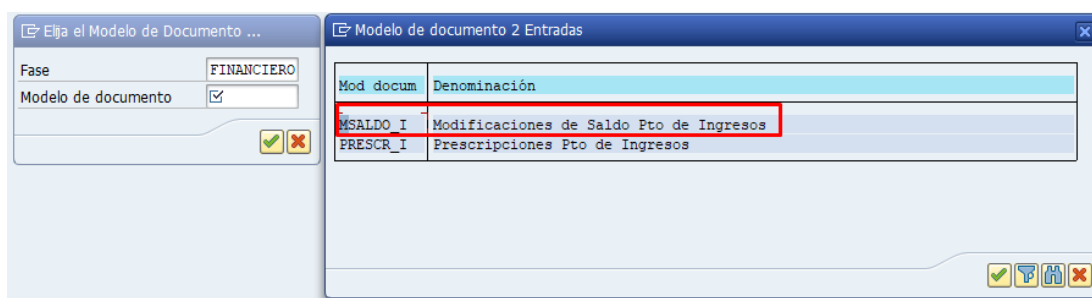 Elija el Modelo de Documento ...
Fase FINANCIERO
Modelo de documento
Modelo de documento 2 Entradas
Mod docum Denominación
MSALDO_I Modificaciones de Saldo Pto de Ingresos
PRESCR_I Prescripciones Pto de Ingresos